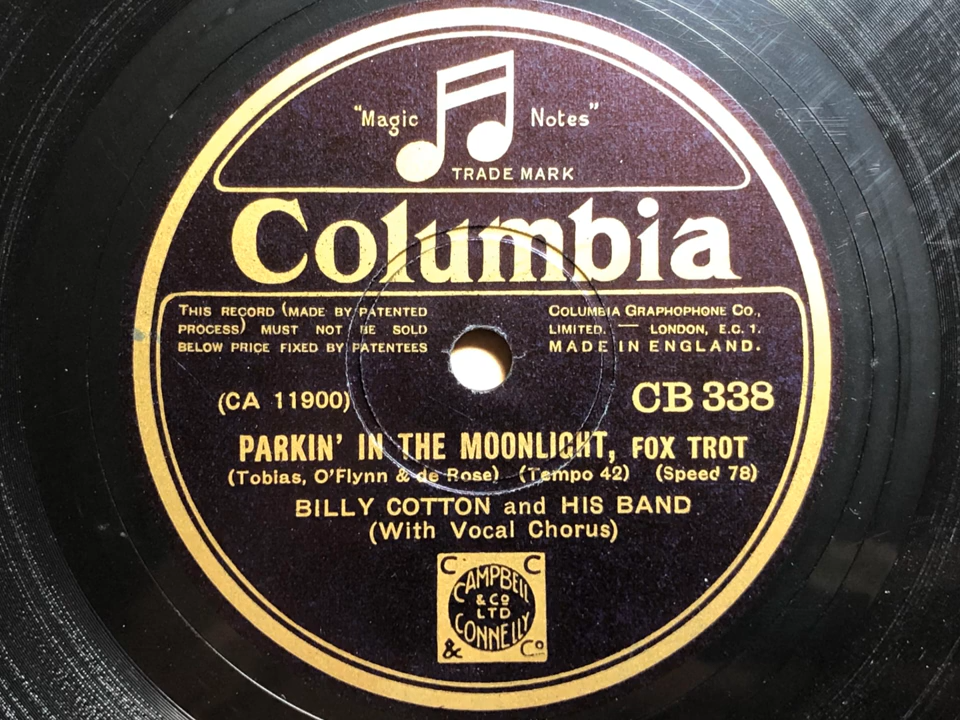 "Magic Notes"
TRADE MARK
Columbia
THIS RECORD (MADE BY PATENTED
PROCESS) MUST NOT BE SOLD
BELOW PRICE FIXED BY PATENTEES
COLUMBIA GRAPHOPHONE CO.,
LIMITED. — LONDON, E.C. 1.
MADE IN ENGLAND.
(CA 11900)
CB 338
PARKIN' IN THE MOONLIGHT, FOX TROT
(Tobias, O'Flynn & de Rose) (Tempo 42) (Speed 78)
BILLY COTTON and HIS BAND
(With Vocal Chorus)
C C
CAMPBELL
& Co
LTD
CONNELLY
& Co